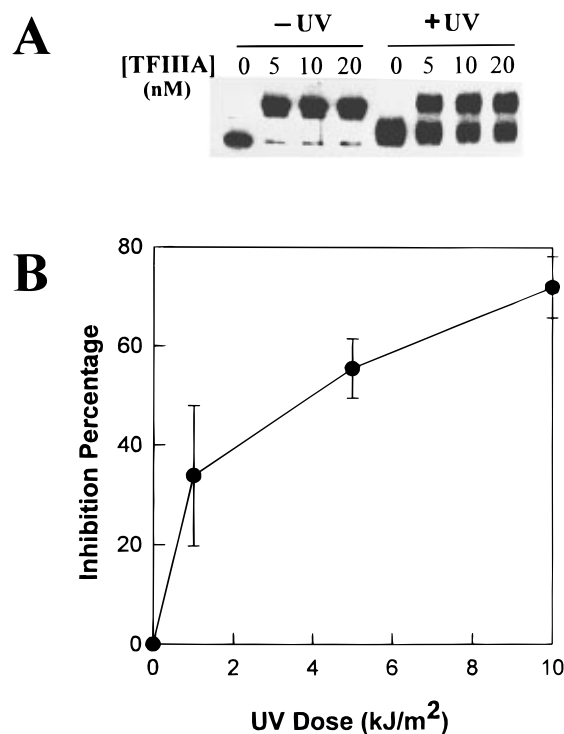 A
− UV + UV
[TFIIIA] 0 5 10 20 0 5 10 20
(nM)
B
80
60
40
20
0
Inhibition Percentage
0 2 4 6 8 10
UV Dose (kJ/m²)